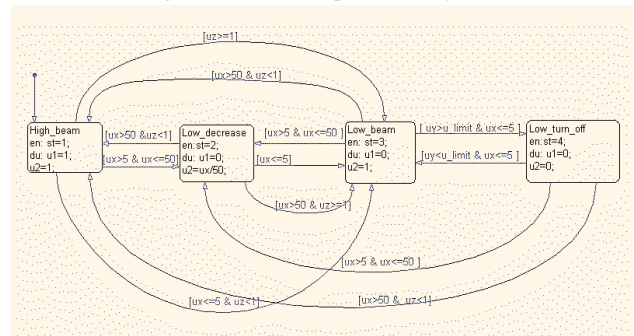 [uz>=1]
[ux>50 & uz<1]
High_beam
en: st=1;
du: u1=1;
u2=1;
[ux>50 &uz<1]
[ux>5 & ux<=50]
Low_decrease
en: st=2;
du: u1=0;
u2=ux/50;
[ux>5 & ux<=50 ]
[ux<=5]
Low_beam
en: st=3;
du: u1=0;
u2=1;
[ uy>u_limit & ux<=5 ]
[uy<u_limit & ux<=5 ]
Low_turn_off
en: st=4;
du: u1=0;
u2=0;
[ux>50 & uz>=1]
[ux>5 & ux<=50 ]
[ux<=5 & uz<1]
[ux>50 & uz<1]